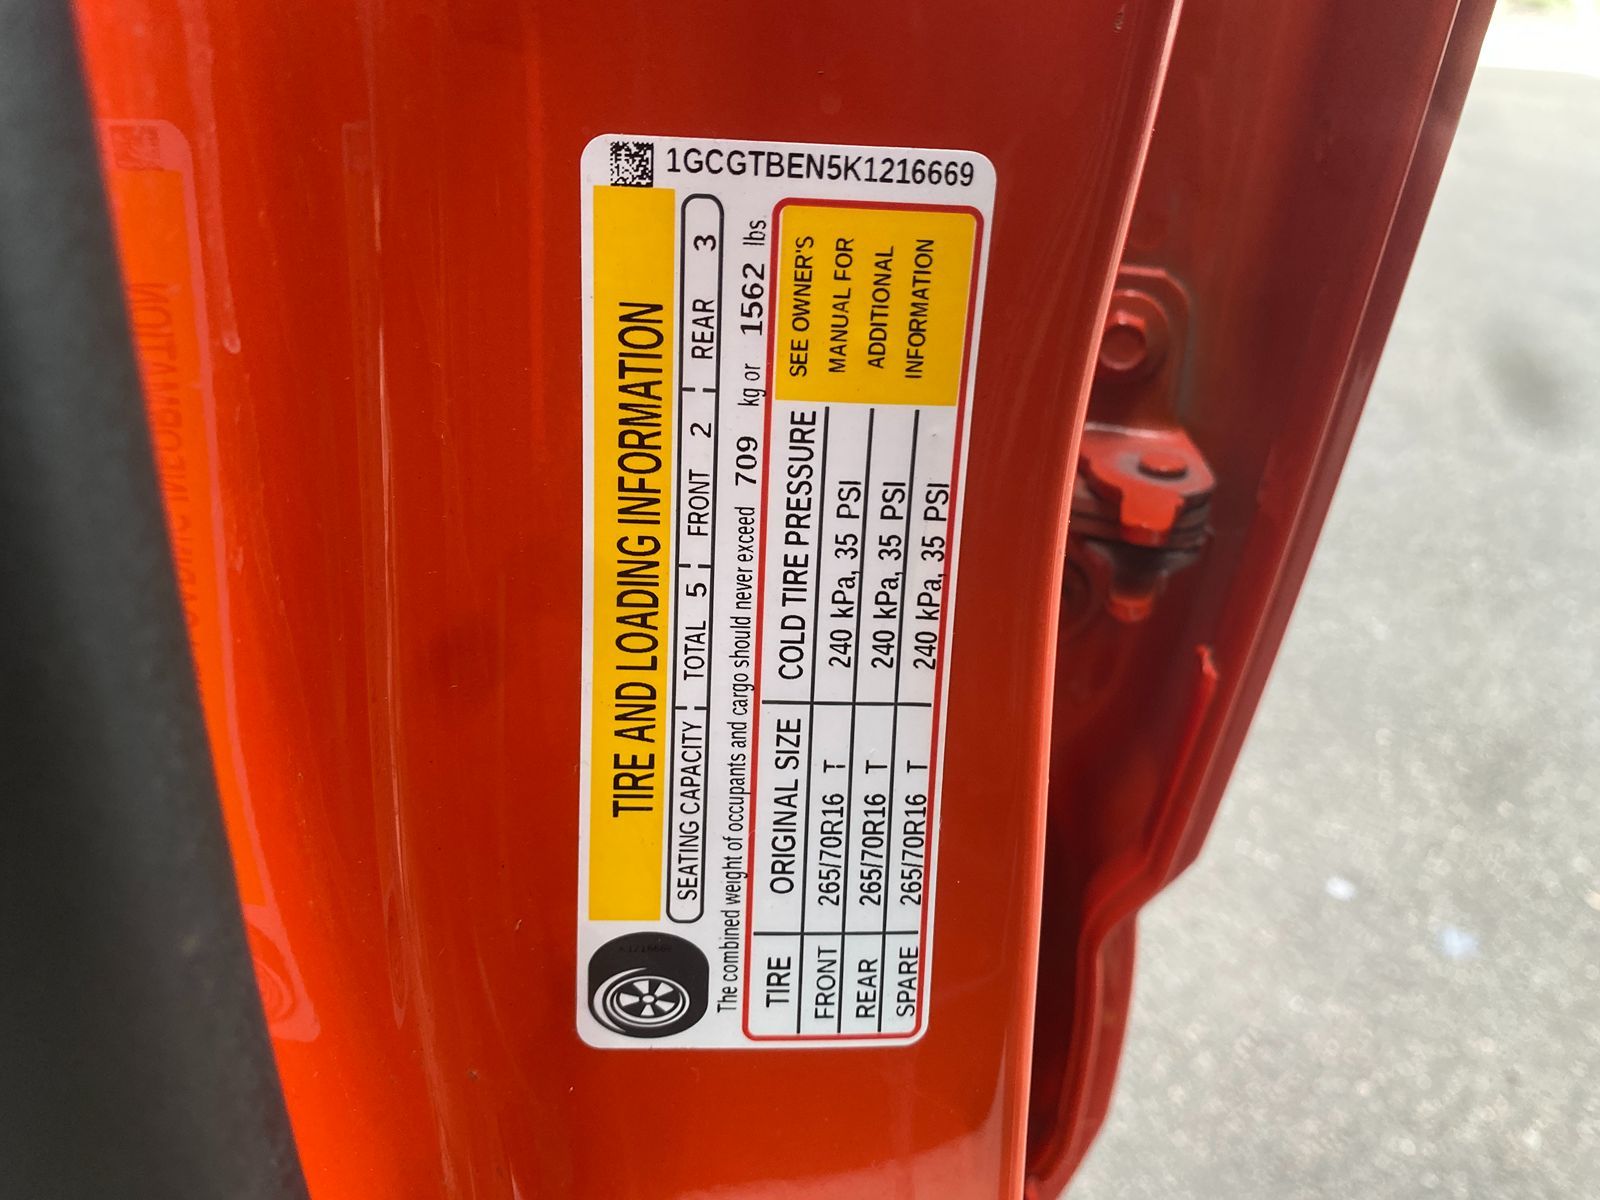 1GCGTBEN5K1216669
TIRE AND LOADING INFORMATION
SEATING CAPACITY TOTAL 5 FRONT 2 REAR 3
The combined weight of occupants and cargo should never exceed 709 kg or 1562 lbs
TIRE ORIGINAL SIZE COLD TIRE PRESSURE
FRONT 265/70R16 T 240 kPa, 35 PSI
REAR 265/70R16 T 240 kPa, 35 PSI
SPARE 265/70R16 T 240 kPa, 35 PSI
SEE OWNER'S
MANUAL FOR
ADDITIONAL
INFORMATION